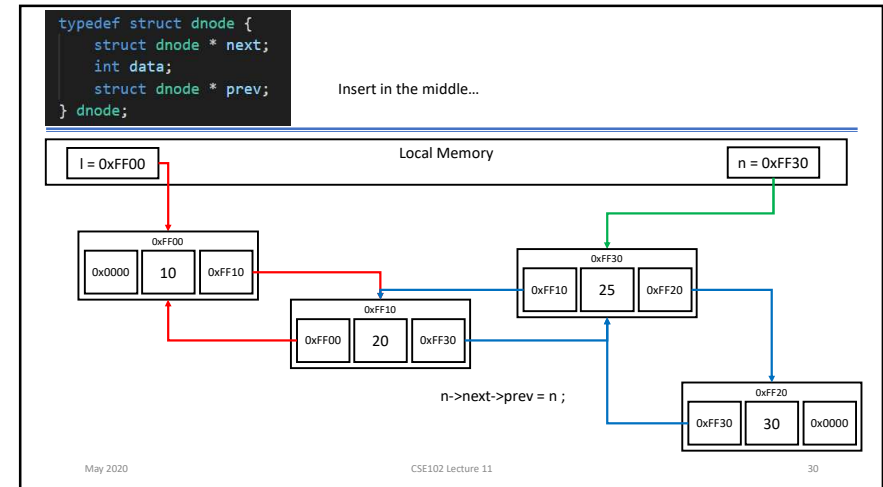 typedef struct dnode {
    struct dnode * next;
    int data;
    struct dnode * prev;
} dnode;
Insert in the middle…
Local Memory
l = 0xFF00
n = 0xFF30
0xFF00
0x0000 10 0xFF10
0xFF30
0xFF10 25 0xFF20
0xFF10
0xFF00 20 0xFF30
n->next->prev = n ;
0xFF20
0xFF30 30 0x0000
May 2020 CSE102 Lecture 11 30